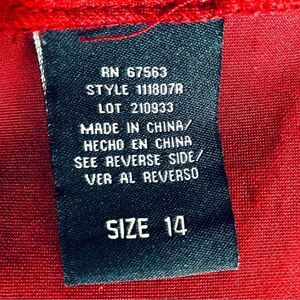 RN 67563
STYLE 111807R
LOT 210933
MADE IN CHINA/
HECHO EN CHINA
SEE REVERSE SIDE/
VER AL REVERSO
SIZE 14